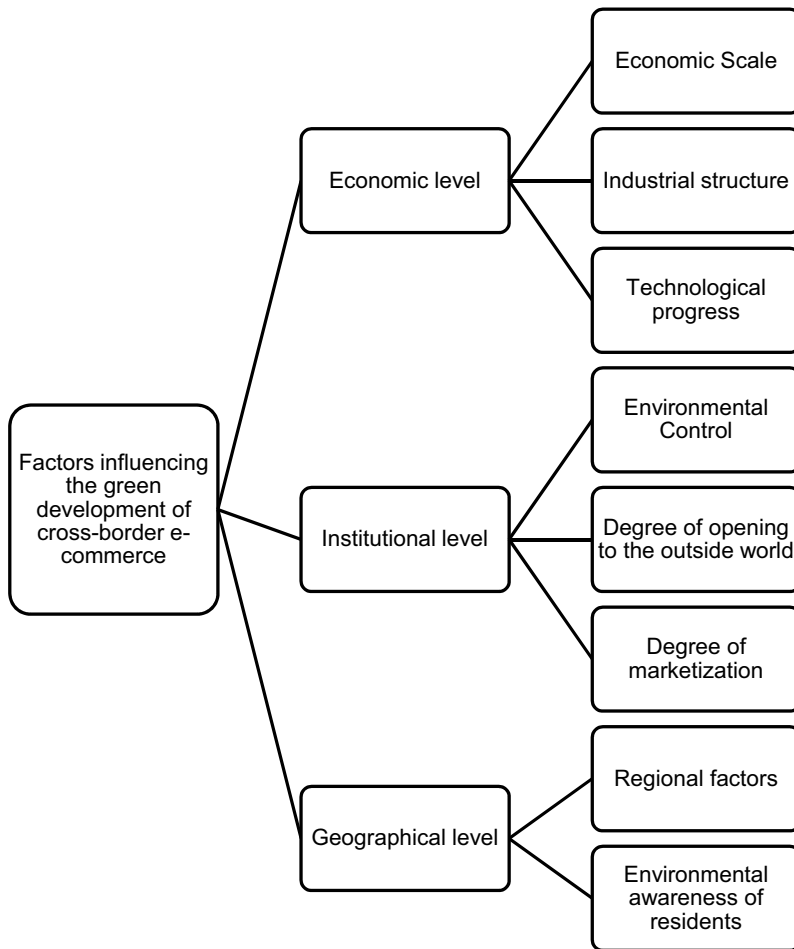 Factors influencing
the green
development of
cross-border e-
commerce
Economic level
Economic Scale
Industrial structure
Technological
progress
Institutional level
Environmental
Control
Degree of opening
to the outside world
Degree of
marketization
Geographical level
Regional factors
Environmental
awareness of
residents